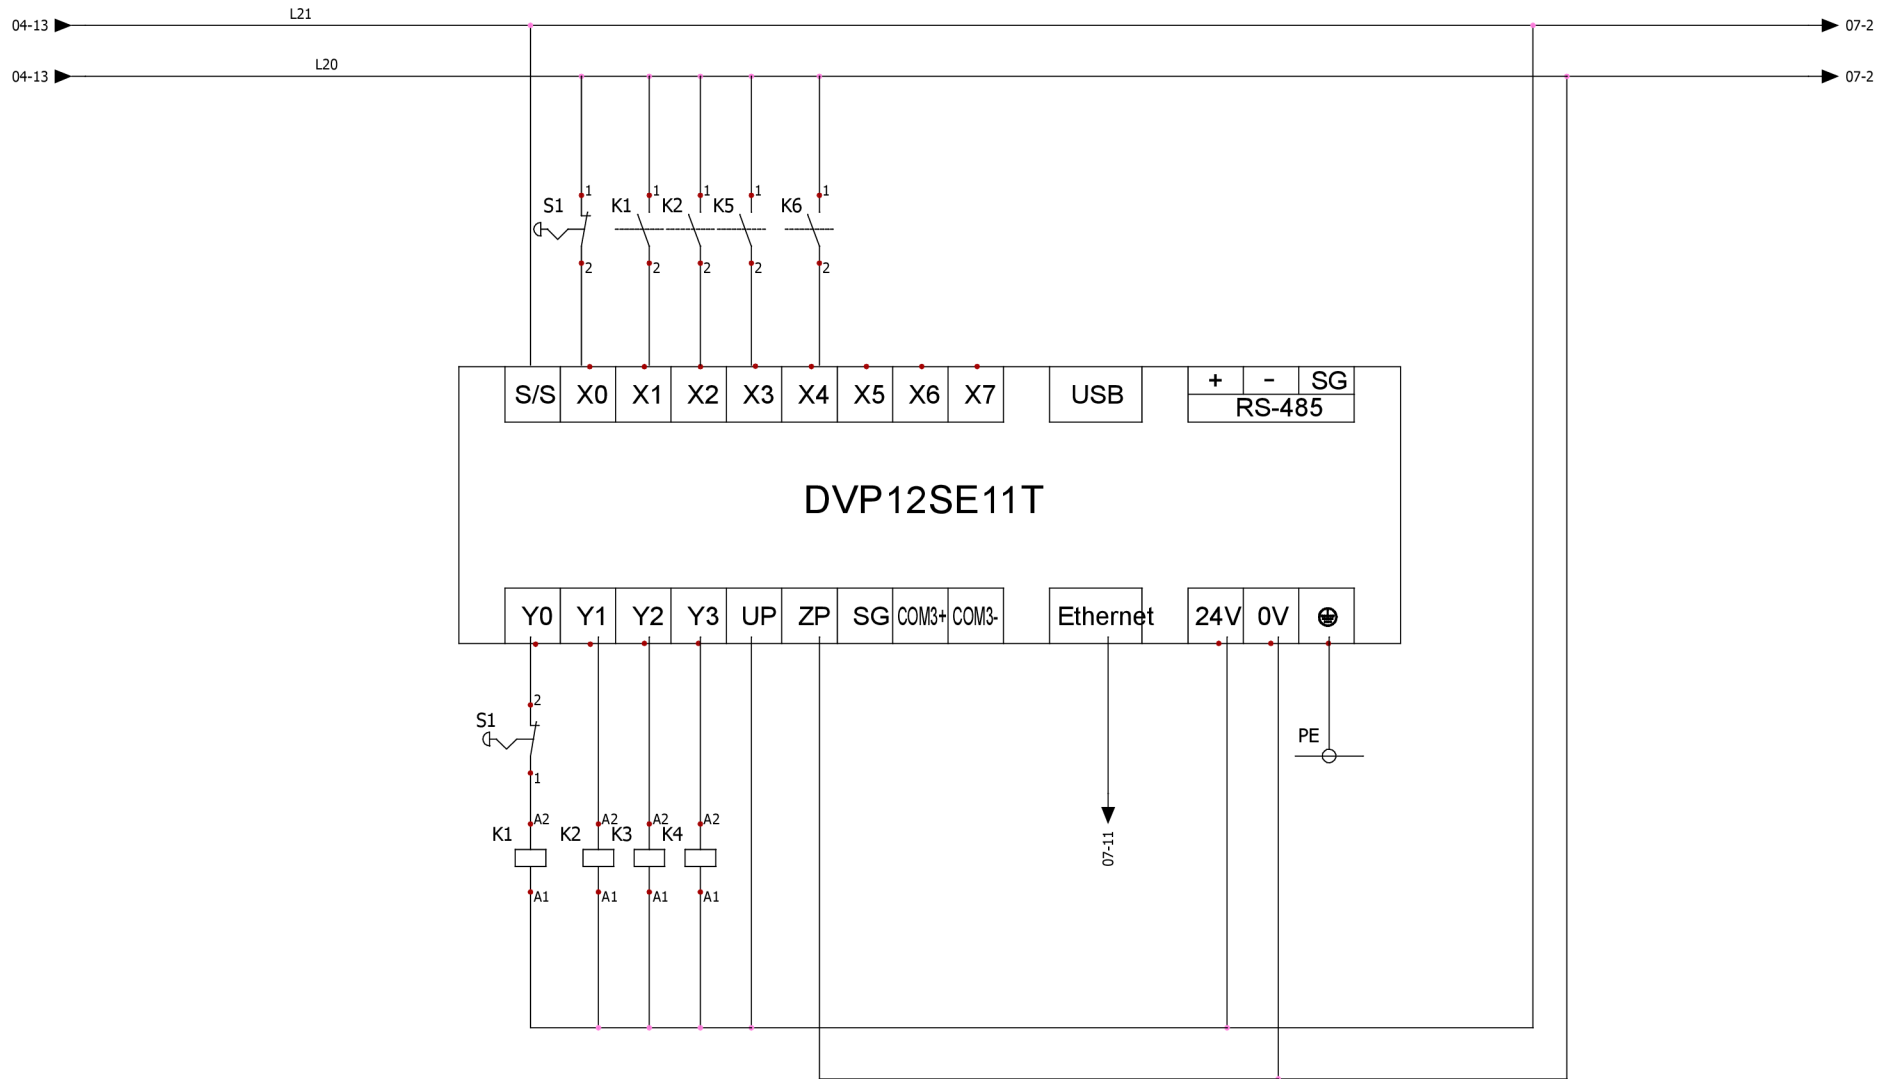 L21
04-13 07-2
L20
04-13 07-2
1 1 1 1 1
S1 K1 K2 K5 K6
2 2 2 2 2
S/S X0 X1 X2 X3 X4 X5 X6 X7 USB + - SG
RS-485
DVP12SE11T
Y0 Y1 Y2 Y3 UP ZP SG COM3+ COM3- Ethernet 24V 0V
2
S1
PE
1
A2 A2 A2 A2
K1 K2 K3 K4
07-11
A1 A1 A1 A1